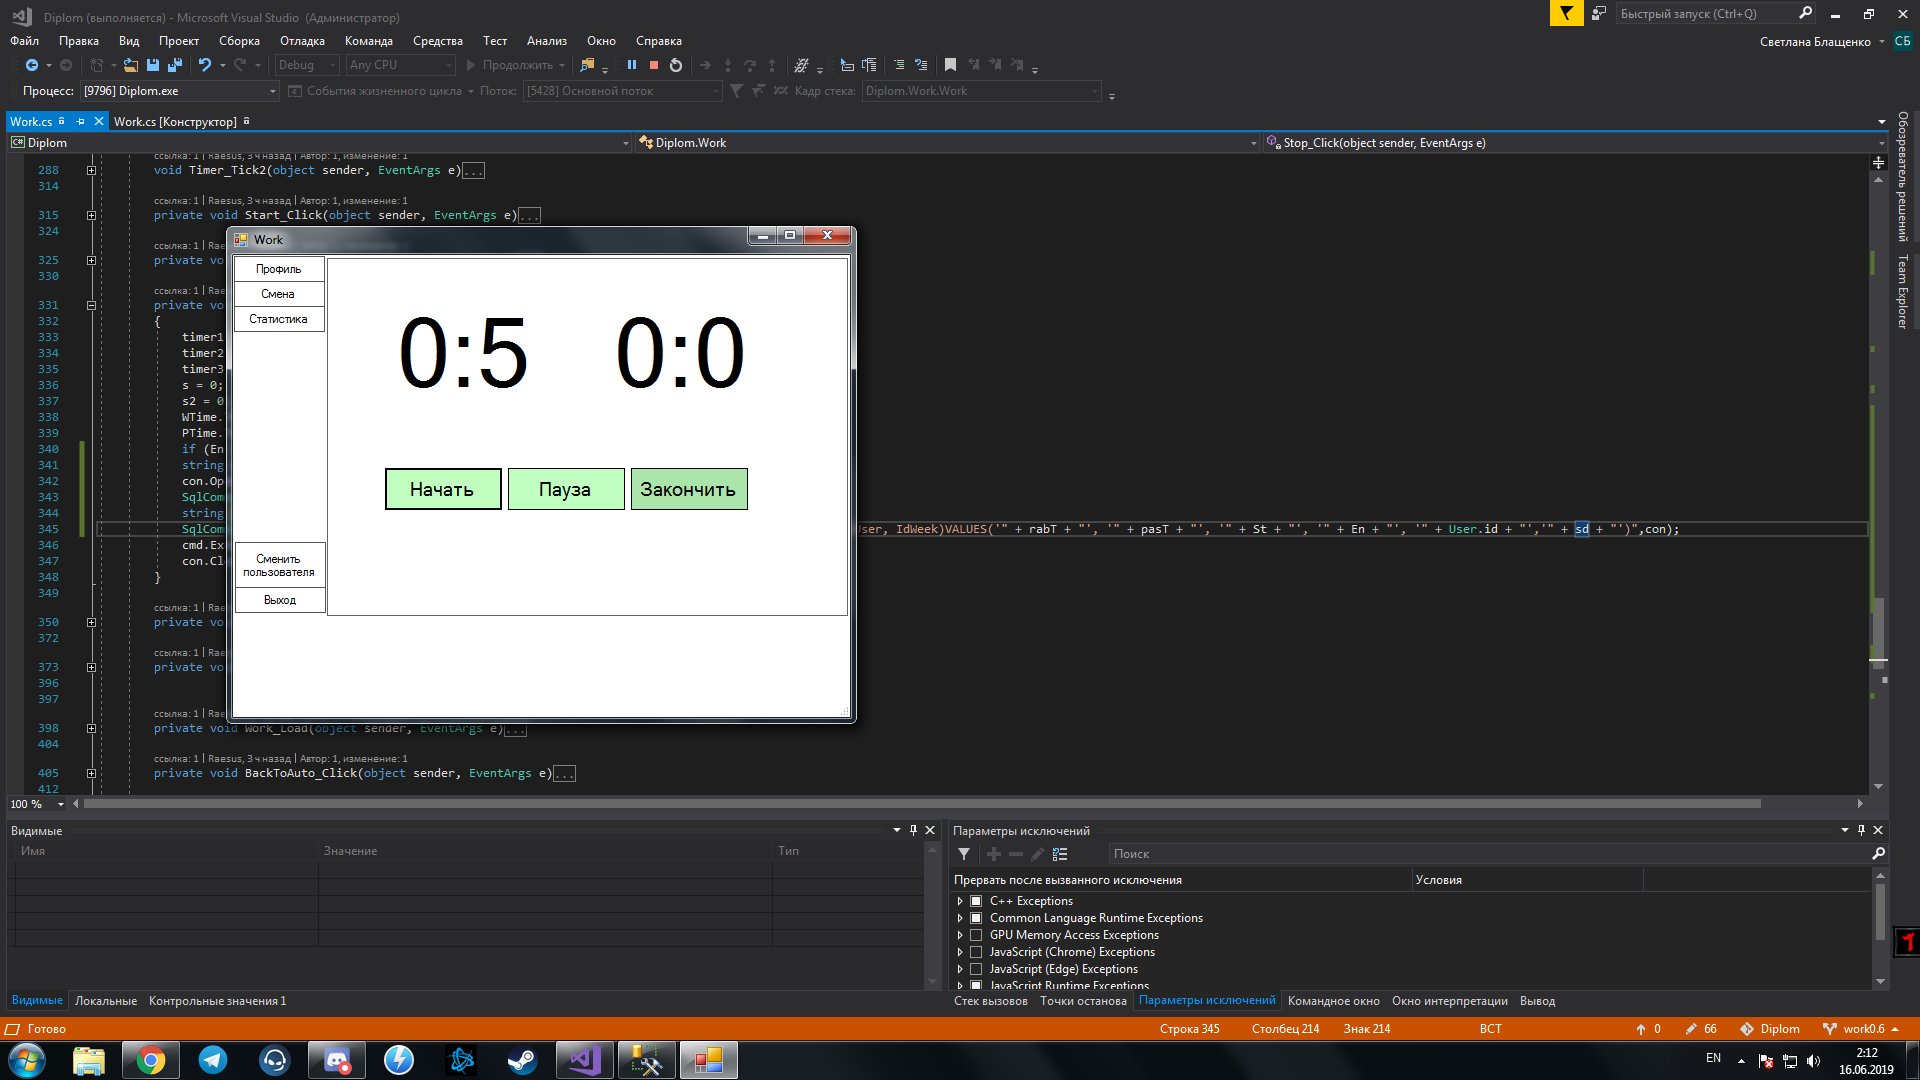 Diplom (выполняется) - Microsoft Visual Studio (Администратор)
Быстрый запуск (Ctrl+Q)
Файл Правка Вид Проект Сборка Отладка Команда Средства Тест Анализ Окно Справка
Светлана Блащенко СБ
Debug Any CPU Продолжить
Процесс: [9796] Diplom.exe События жизненного цикла Поток: [5428] Основной поток Кадр стека: Diplom.Work.Work
Work.cs Work.cs [Конструктор]
C# Diplom Diplom.Work Stop_Click(object sender, EventArgs e)
Обозреватель решений
Team Explorer
ссылка: 1 | Raesus, 3 ч назад | Автор: 1, изменение: 1
288 void Timer_Tick2(object sender, EventArgs e)...
314
ссылка: 1 | Raesus, 3 ч назад | Автор: 1, изменение: 1
315 private void Start_Click(object sender, EventArgs e)...
324
ссылка: 1 | Rae
325 private vo
330
ссылка: 1 | Rae
331 private vo
332 {
333 timer1
334 timer2
335 timer3
336 s = 0;
337 s2 = 0
338 WTime.
339 PTime.
340 if (En
341 string
342 con.Op
343 SqlCom
344 string
345 SqlCom User, IdWeek)VALUES('" + rabT + "', '" + pasT + "', '" + St + "', '" + En + "', '" + User.id + "','" + sd + "')",con);
346 cmd.Ex
347 con.Cl
348 }
349
ссылка: 1 | Rae
350 private vo
372
ссылка: 1 | Rae
373 private vo
396
397
ссылка: 1 | Rae
398 private void Work_Load(object sender, EventArgs e)...
404
ссылка: 1 | Raesus, 3 ч назад | Автор: 1, изменение: 1
405 private void BackToAuto_Click(object sender, EventArgs e)...
412
Work
Профиль
Смена
Статистика
0:5 0:0
Начать Пауза Закончить
Сменить
пользователя
Выход
100 %
Видимые
Имя Значение Тип
Видимые Локальные Контрольные значения 1
Параметры исключений
Поиск
Прервать после вызванного исключения Условия
C++ Exceptions
Common Language Runtime Exceptions
GPU Memory Access Exceptions
JavaScript (Chrome) Exceptions
JavaScript (Edge) Exceptions
JavaScript Runtime Exceptions
Стек вызовов Точки останова Параметры исключений Командное окно Окно интерпретации Вывод
Готово Строка 345 Столбец 214 Знак 214 ВСТ 0 66 Diplom work0.6
EN 2:12
16.06.2019